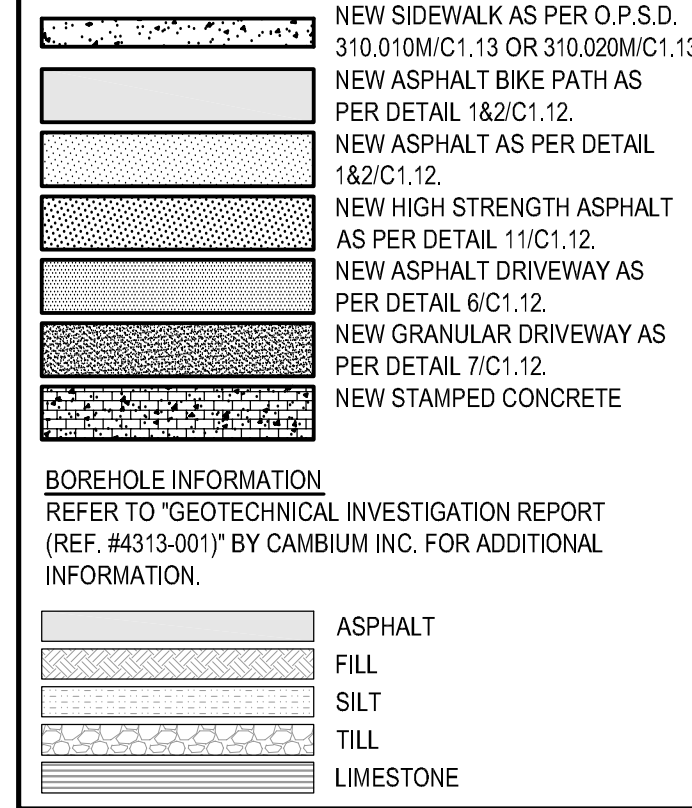 NEW SIDEWALK AS PER O.P.S.D.
310.010M/C1.13 OR 310.020M/C1.13
NEW ASPHALT BIKE PATH AS
PER DETAIL 1&2/C1.12.
NEW ASPHALT AS PER DETAIL
1&2/C1.12.
NEW HIGH STRENGTH ASPHALT
AS PER DETAIL 11/C1.12.
NEW ASPHALT DRIVEWAY AS
PER DETAIL 6/C1.12.
NEW GRANULAR DRIVEWAY AS
PER DETAIL 7/C1.12.
NEW STAMPED CONCRETE
BOREHOLE INFORMATION
REFER TO "GEOTECHNICAL INVESTIGATION REPORT
(REF. #4313-001)" BY CAMBIUM INC. FOR ADDITIONAL
INFORMATION.
ASPHALT
FILL
SILT
TILL
LIMESTONE